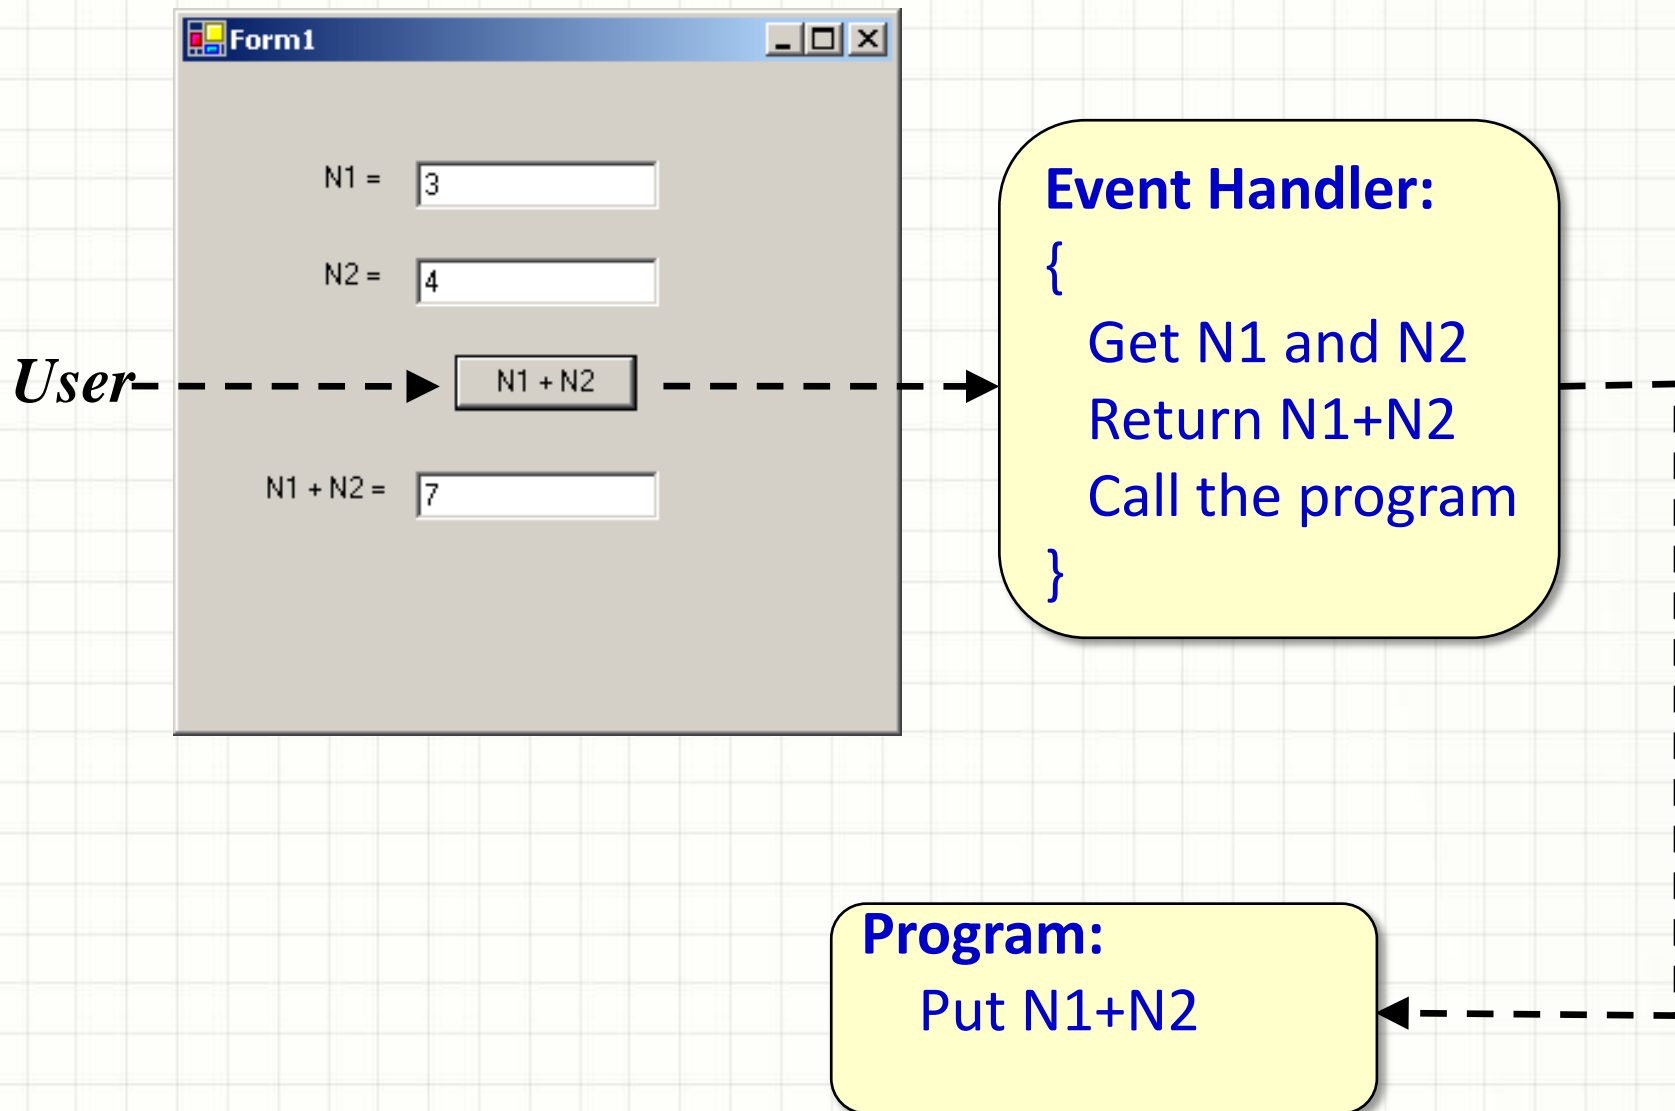 Form1
N1 =
3
N2 =
4
User
N1 + N2
N1 + N2 =
7
Event Handler:
{
Get N1 and N2
Return N1+N2
Call the program
}
Program:
Put N1+N2